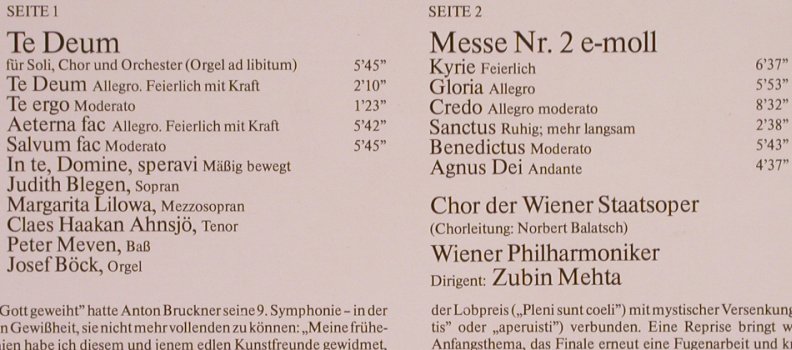 SEITE 1
Te Deum
für Soli, Chor und Orchester (Orgel ad libitum) 5'45”
Te Deum Allegro. Feierlich mit Kraft 2'10”
Te ergo Moderato 1'23”
Aeterna fac Allegro. Feierlich mit Kraft 5'42”
Salvum fac Moderato 5'45”
In te, Domine, speravi Mäßig bewegt
Judith Blegen, Sopran
Margarita Lilowa, Mezzosopran
Claes Haakan Ahnsjö, Tenor
Peter Meven, Baß
Josef Böck, Orgel
Gott geweiht” hatte Anton Bruckner seine 9. Symphonie – in der
n Gewißheit, sie nicht mehr vollenden zu können: „Meine frühe-
nien habe ich diesem und jenem edlen Kunstfreunde gewidmet,
SEITE 2
Messe Nr. 2 e-moll
Kyrie Feierlich 6'37”
Gloria Allegro 5'53”
Credo Allegro moderato 8'32”
Sanctus Ruhig; mehr langsam 2'38”
Benedictus Moderato 5'43”
Agnus Dei Andante 4'37”
Chor der Wiener Staatsoper
(Chorleitung: Norbert Balatsch)
Wiener Philharmoniker
Dirigent: Zubin Mehta
der Lobpreis („Pleni sunt coeli”) mit mystischer Versenkung
tis” oder „aperuisti”) verbunden. Eine Reprise bringt w
Anfangsthema, das Finale erneut eine Fugenarbeit und k